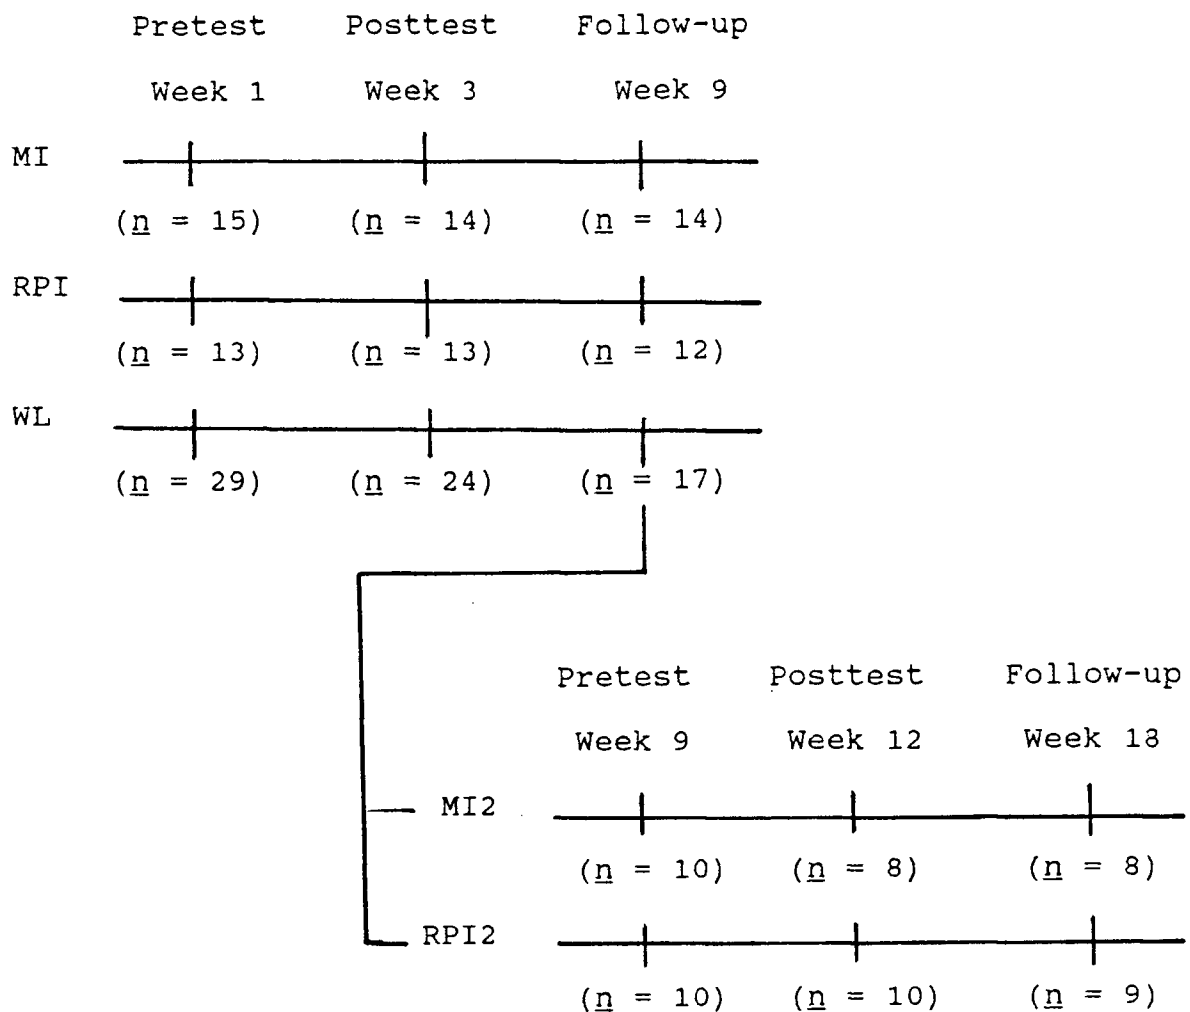 Pretest Posttest Follow-up
Week 1 Week 3 Week 9
MI
(n = 15) (n = 14) (n = 14)
RPI
(n = 13) (n = 13) (n = 12)
WL
(n = 29) (n = 24) (n = 17)
Pretest Posttest Follow-up
Week 9 Week 12 Week 18
MI2
(n = 10) (n = 8) (n = 8)
RPI2
(n = 10) (n = 10) (n = 9)